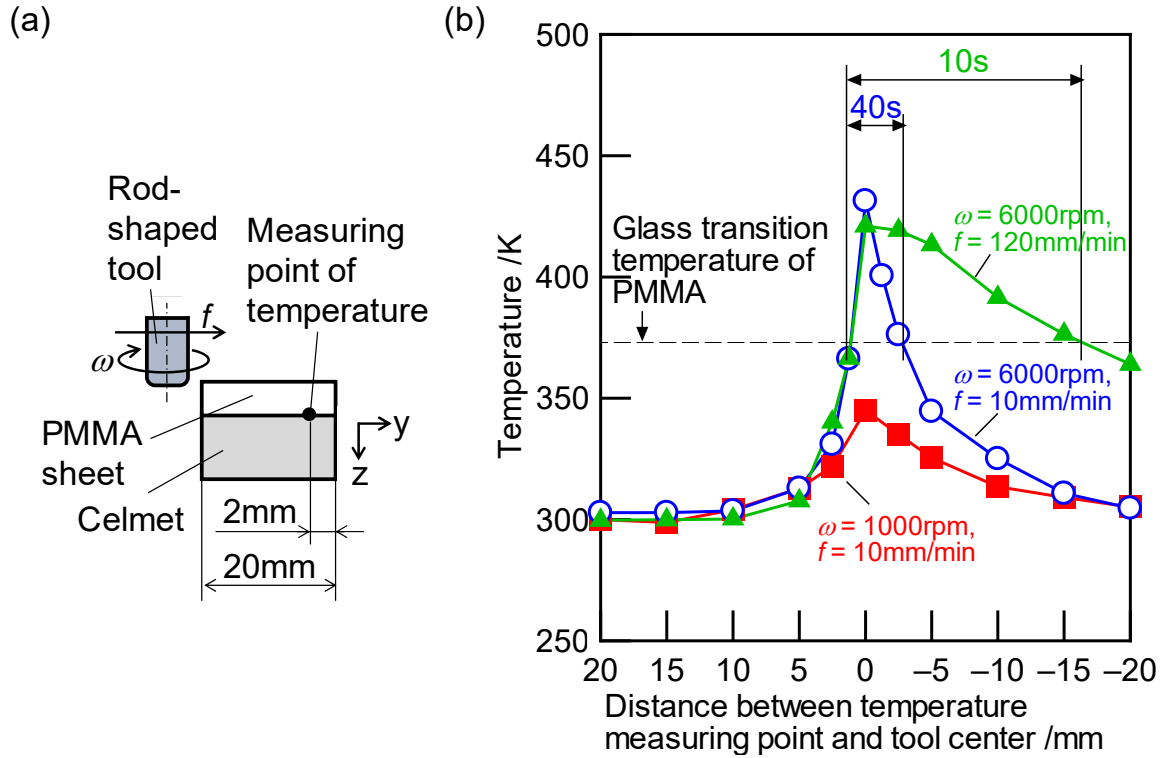 (a)
Rod-
shaped
tool
Measuring
point of
temperature
f
ω
PMMA
sheet
Celmet
y
z
2mm
20mm
(b)
Temperature /K
500
450
400
350
300
250
10s
40s
Glass transition
temperature of
PMMA
ω = 6000rpm,
f = 120mm/min
ω = 6000rpm,
f = 10mm/min
ω = 1000rpm,
f = 10mm/min
20 15 10 5 0 –5 –10 –15 –20
Distance between temperature
measuring point and tool center /mm